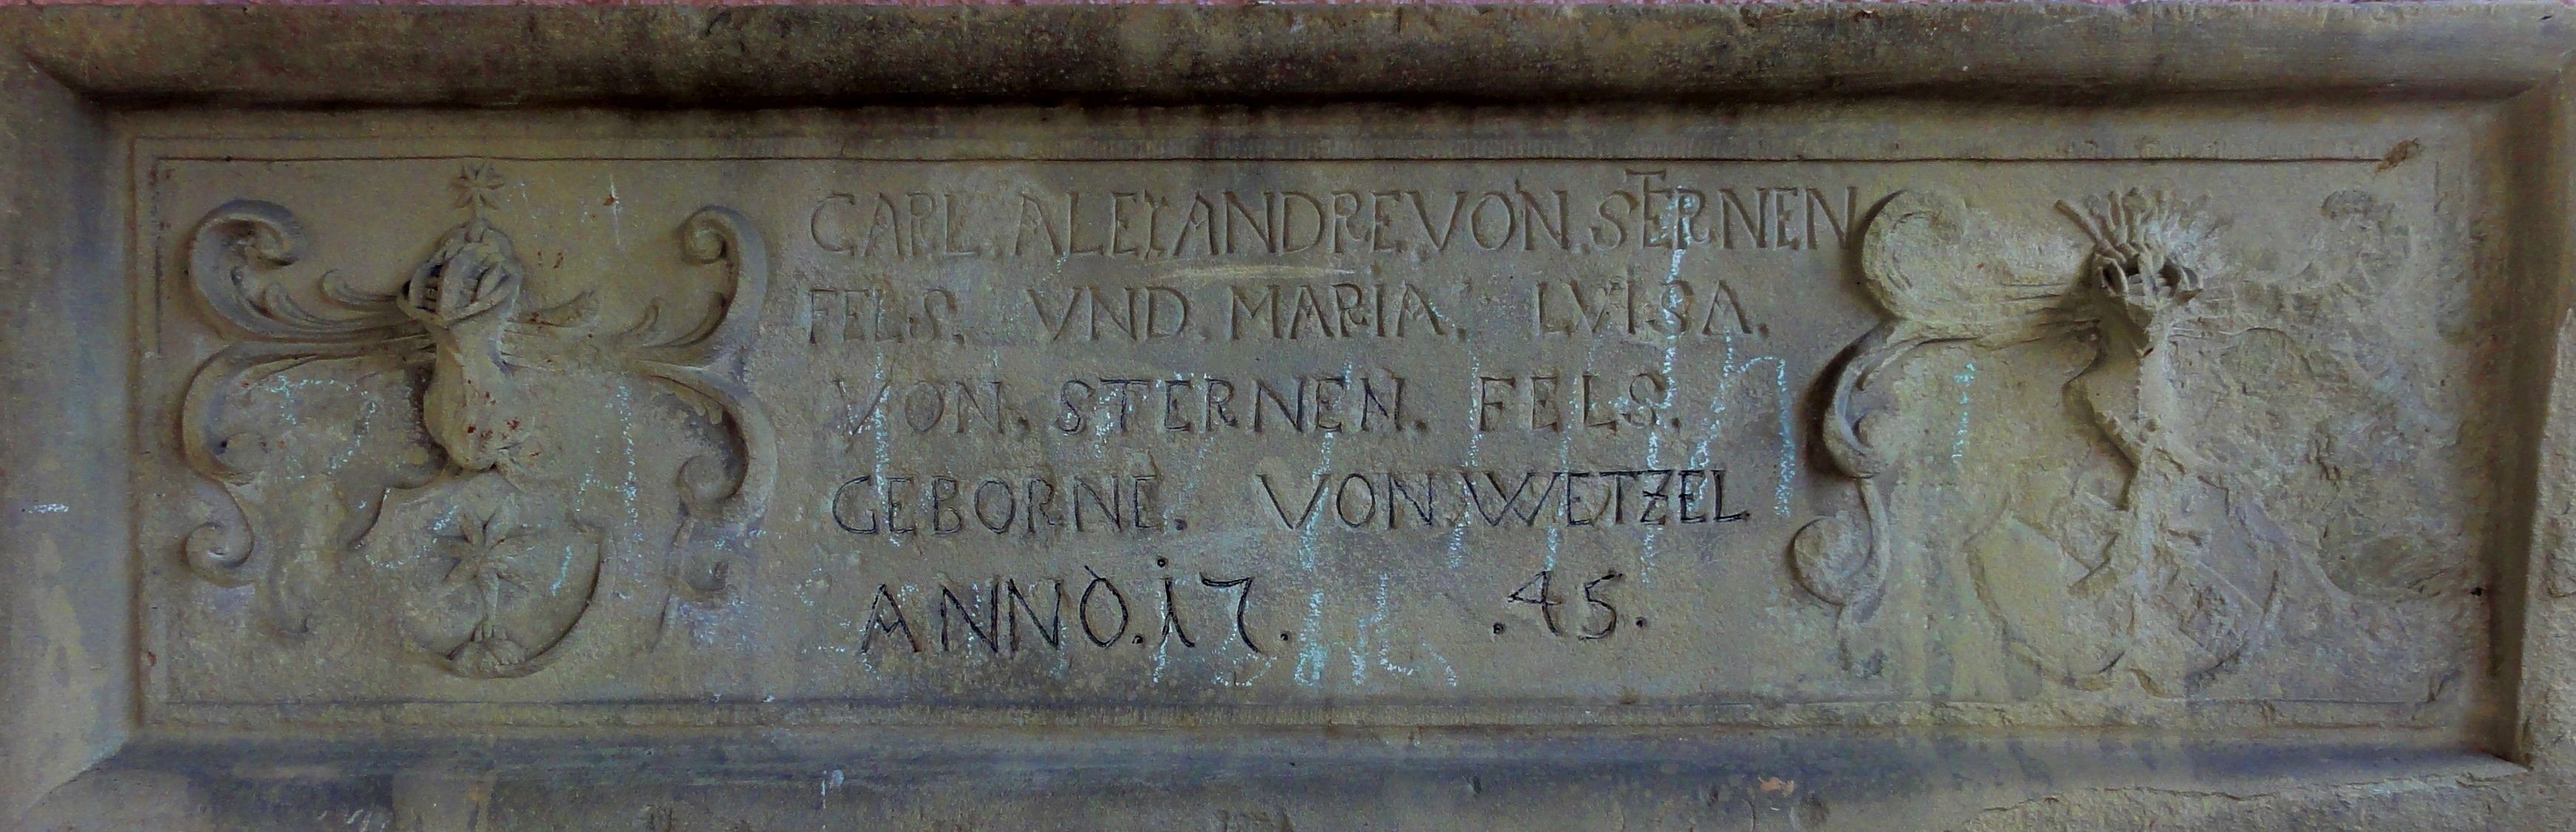 CARL. ALEXANDRE. VON. STERNEN
FELS. VND. MARIA. LVISA.
VON. STERNEN. FELS.
GEBORNE. VON. WETZEL
ANNO. 17. .45.